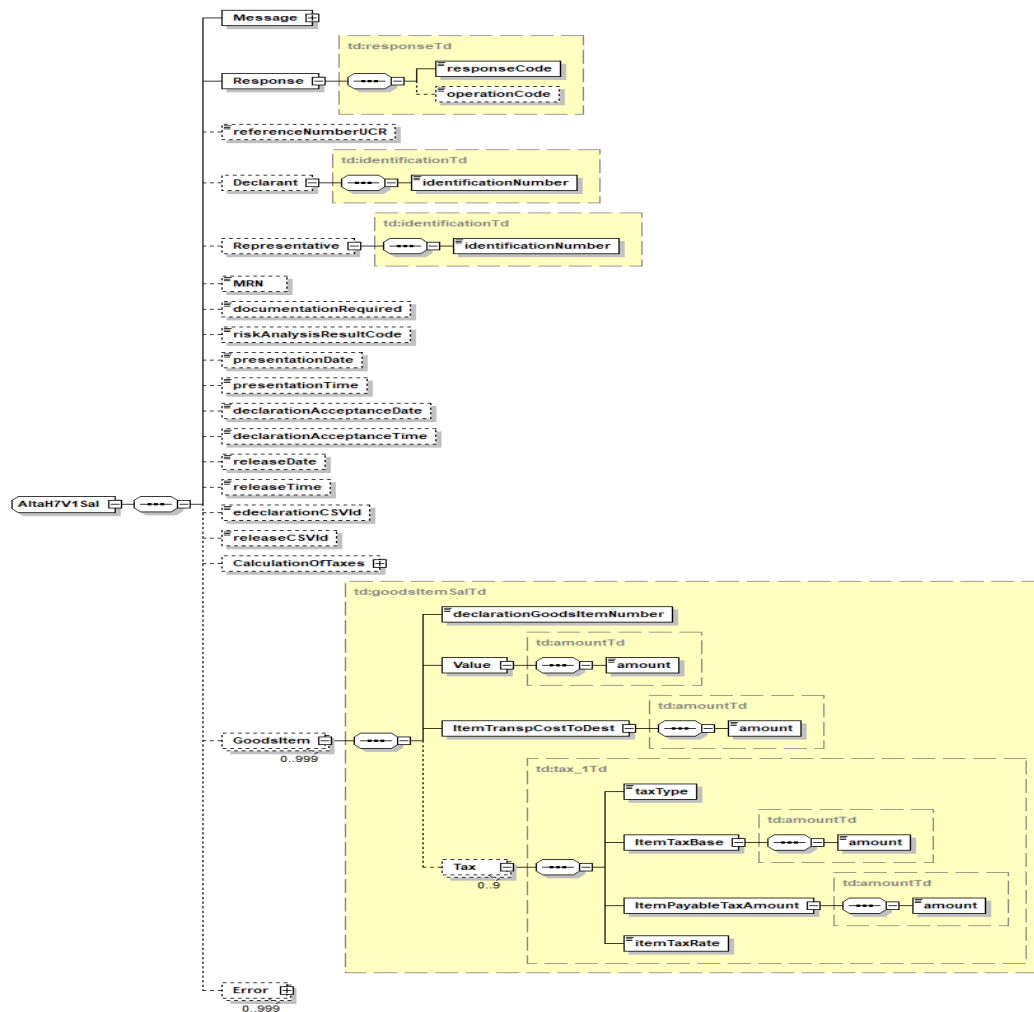 Message
td:responseTd
Response
responseCode
operationCode
referenceNumberUCR
td:identificationTd
Declarant
identificationNumber
td:identificationTd
Representative
identificationNumber
MRN
documentationRequired
riskAnalysisResultCode
presentationDate
presentationTime
declarationAcceptanceDate
declarationAcceptanceTime
releaseDate
releaseTime
AltaH7V1Sal
edeclarationCSVId
releaseCSVId
CalculationOfTaxes
td:goodsItemSalTd
declarationGoodsItemNumber
td:amountTd
Value
amount
td:amountTd
ItemTranspCostToDest
amount
GoodsItem
0..999
td:tax_1Td
taxType
td:amountTd
ItemTaxBase
amount
Tax
0..9
td:amountTd
ItemPayableTaxAmount
amount
itemTaxRate
Error
0..999